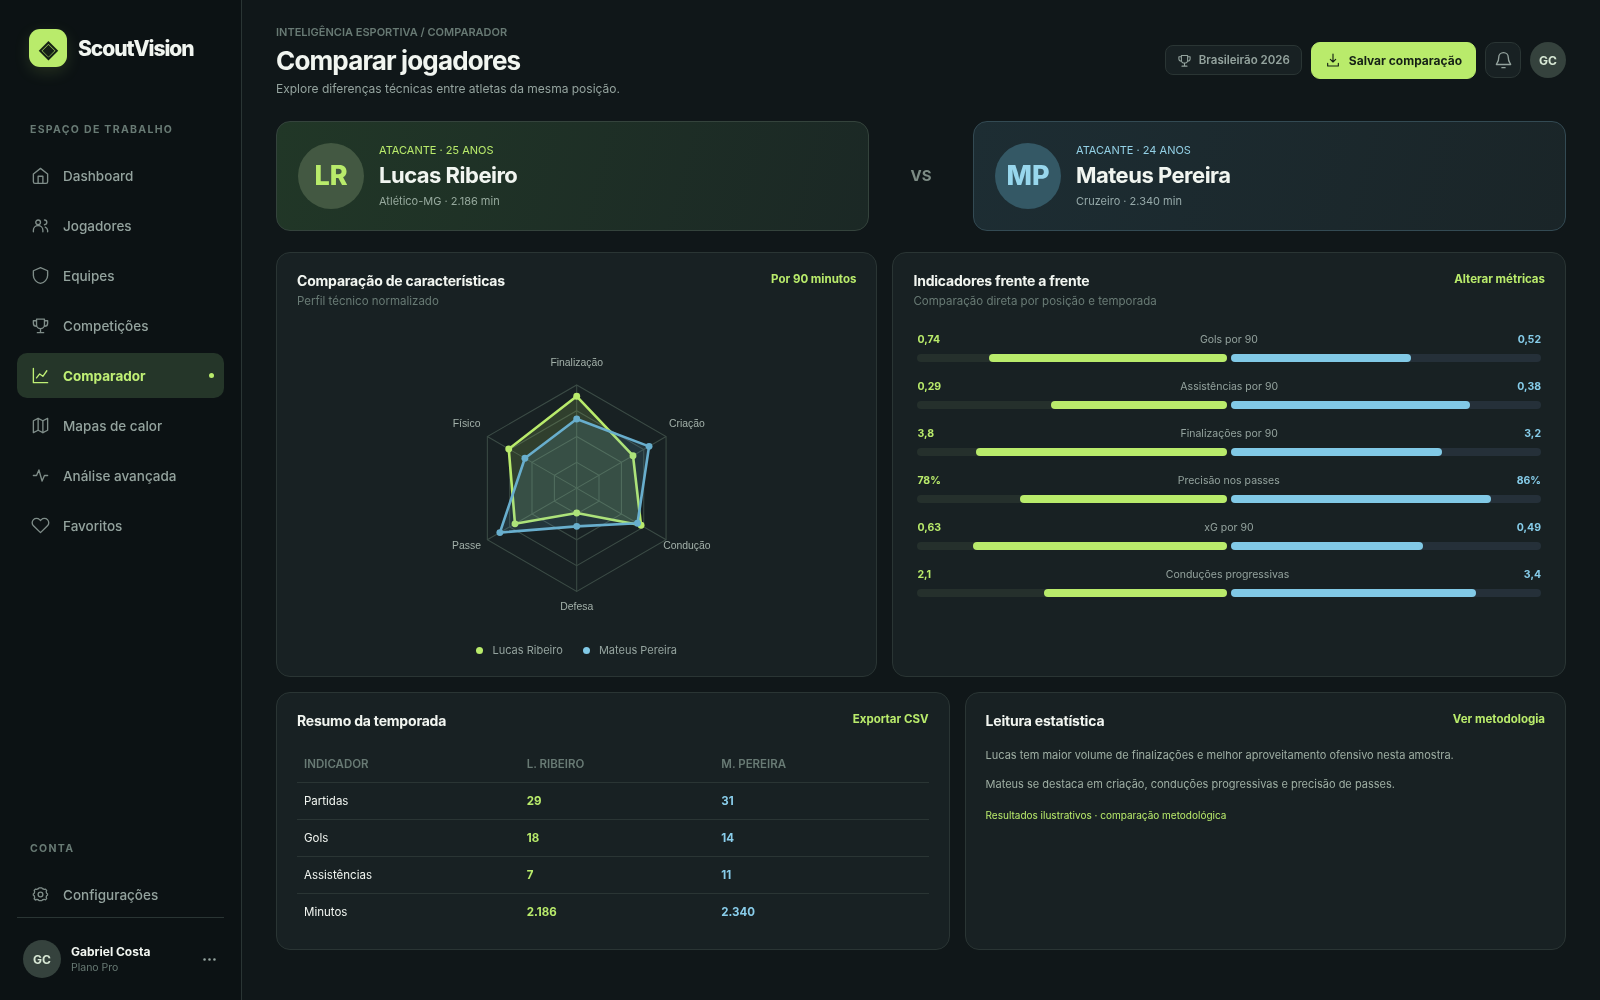 ScoutVision
ESPAÇO DE TRABALHO
Dashboard
Jogadores
Equipes
Competições
Comparador
Mapas de calor
Análise avançada
Favoritos
CONTA
Configurações
GC
Gabriel Costa
Plano Pro
INTELIGÊNCIA ESPORTIVA / COMPARADOR
Comparar jogadores
Explore diferenças técnicas entre atletas da mesma posição.
Brasileirão 2026
Salvar comparação
GC
LR
ATACANTE · 25 ANOS
Lucas Ribeiro
Atlético-MG · 2.186 min
VS
MP
ATACANTE · 24 ANOS
Mateus Pereira
Cruzeiro · 2.340 min
Comparação de características
Por 90 minutos
Perfil técnico normalizado
Finalização
Físico
Criação
Passe
Condução
Defesa
Lucas Ribeiro
Mateus Pereira
Indicadores frente a frente
Alterar métricas
Comparação direta por posição e temporada
0,74 Gols por 90 0,52
0,29 Assistências por 90 0,38
3,8 Finalizações por 90 3,2
78% Precisão nos passes 86%
0,63 xG por 90 0,49
2,1 Conduções progressivas 3,4
Resumo da temporada
Exportar CSV
INDICADOR L. RIBEIRO M. PEREIRA
Partidas 29 31
Gols 18 14
Assistências 7 11
Minutos 2.186 2.340
Leitura estatística
Ver metodologia
Lucas tem maior volume de finalizações e melhor aproveitamento ofensivo nesta amostra.
Mateus se destaca em criação, conduções progressivas e precisão de passes.
Resultados ilustrativos · comparação metodológica